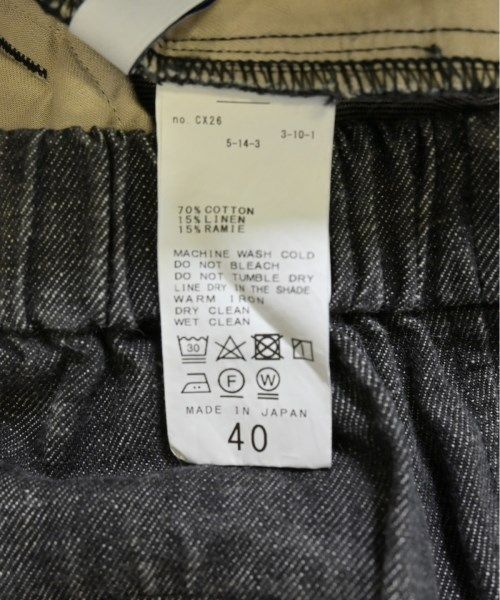 no. CX26
3-10-1
5-14-3
70% COTTON
15% LINEN
15% RAMIE
MACHINE WASH COLD
DO NOT BLEACH
DO NOT TUMBLE DRY
LINE DRY IN THE SHADE
WARM IRON
DRY CLEAN
WET CLEAN
30
F W
MADE IN JAPAN
40